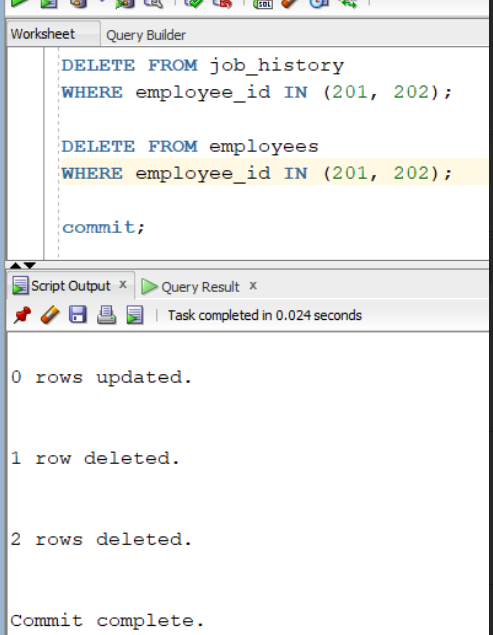 SQL
Worksheet Query Builder
DELETE FROM job_history
WHERE employee_id IN (201, 202);
DELETE FROM employees
WHERE employee_id IN (201, 202);
commit;
Script Output x Query Result x
Task completed in 0.024 seconds
0 rows updated.
1 row deleted.
2 rows deleted.
Commit complete.